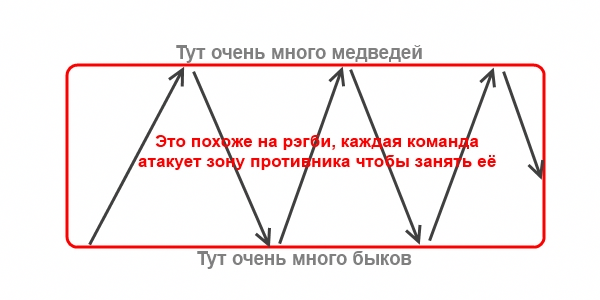 Тут очень много медведей
Это похоже на рэгби, каждая команда
атакует зону противника чтобы занять её
Тут очень много быков